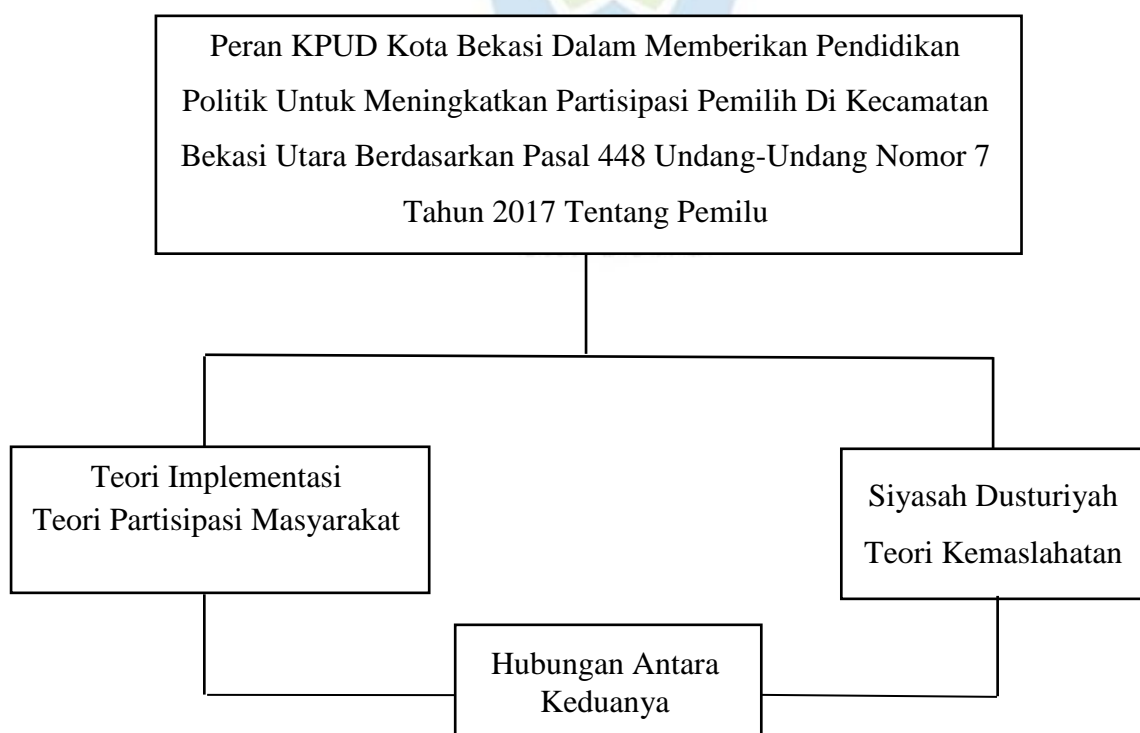 Peran KPUD Kota Bekasi Dalam Memberikan Pendidikan
Politik Untuk Meningkatkan Partisipasi Pemilih Di Kecamatan
Bekasi Utara Berdasarkan Pasal 448 Undang-Undang Nomor 7
Tahun 2017 Tentang Pemilu
Teori Implementasi
Teori Partisipasi Masyarakat
Siyasah Dusturiyah
Teori Kemaslahatan
Hubungan Antara
Keduanya